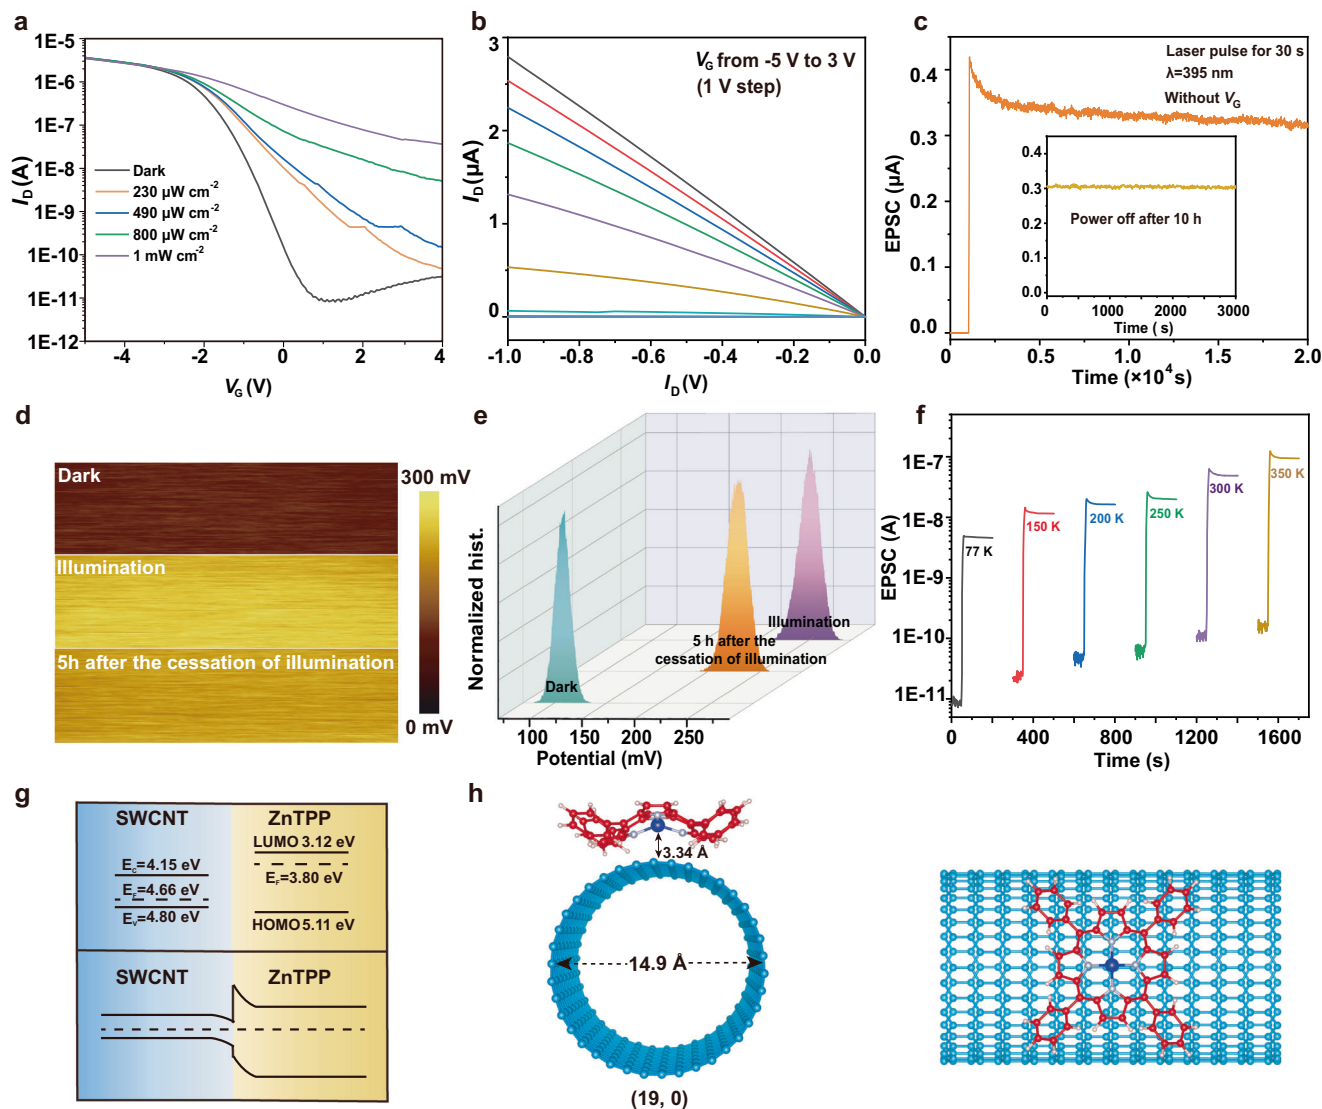 a
1E-5
1E-6
1E-7
1E-8
1E-9
1E-10
1E-11
1E-12
I_D (A)
Dark
230 μW cm⁻²
490 μW cm⁻²
800 μW cm⁻²
1 mW cm⁻²
-4 -2 0 2 4
V_G (V)
b
3
2
1
0
I_D (μA)
V_G from -5 V to 3 V
(1 V step)
-1.0 -0.8 -0.6 -0.4 -0.2 0.0
I_D (V)
c
0.4
0.3
0.2
0.1
0.0
EPSC (μA)
Laser pulse for 30 s
λ=395 nm
Without V_G
0.4
0.3
0.2
0.1
0.0
Power off after 10 h
0 1000 2000 3000
Time ( s)
0 0.5 1.0 1.5 2.0
Time (×10⁴ s)
d
Dark
Illumination
5h after the cessation of illumination
300 mV
0 mV
e
Normalized hist.
Dark
5 h after the
cessation of illumination
Illumination
100 150 200 250
Potential (mV)
f
1E-7
1E-8
1E-9
1E-10
1E-11
EPSC (A)
77 K
150 K
200 K
250 K
300 K
350 K
0 400 800 1200 1600
Time (s)
g
SWCNT ZnTPP
LUMO 3.12 eV
E_C=4.15 eV
E_F=3.80 eV
E_F=4.66 eV
E_V=4.80 eV
HOMO 5.11 eV
SWCNT ZnTPP
h
3.34 Å
14.9 Å
(19, 0)